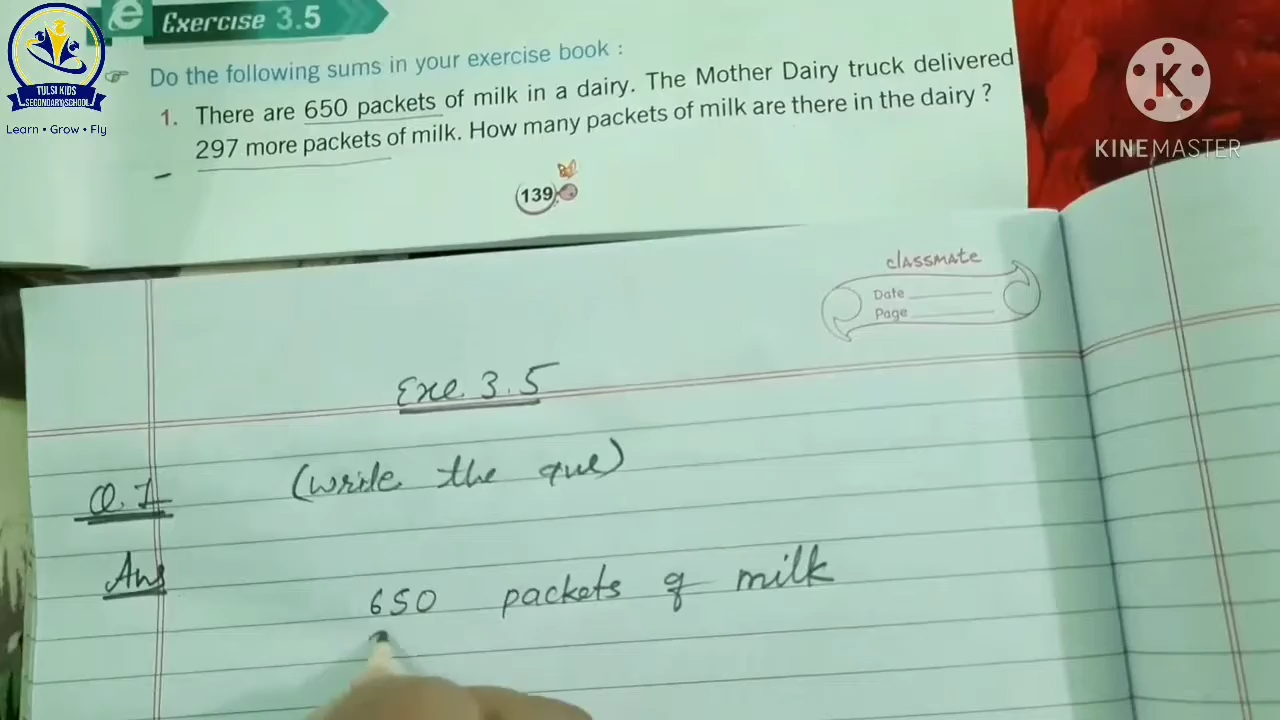 e Exercise 3.5
Do the following sums in your exercise book :
1. There are 650 packets of milk in a dairy. The Mother Dairy truck delivered
297 more packets of milk. How many packets of milk are there in the dairy ?
139
TULSI KIDS
SECONDARY SCHOOL
Learn • Grow • Fly
K
KINEMASTER
classmate
Date
Page
Exe. 3.5
Q.1 (write the que)
Ans 650 packets of milk